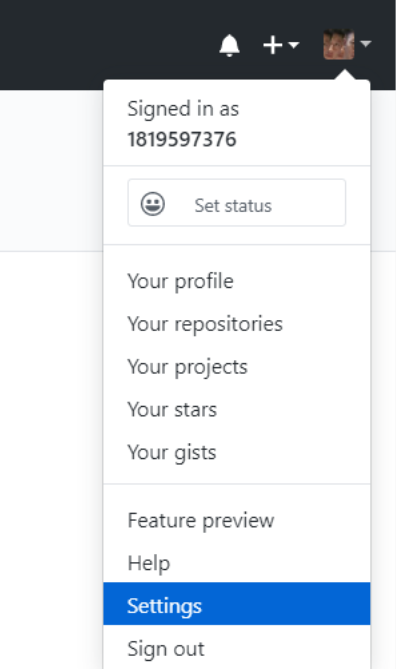 Signed in as
1819597376
Set status
Your profile
Your repositories
Your projects
Your stars
Your gists
Feature preview
Help
Settings
Sign out